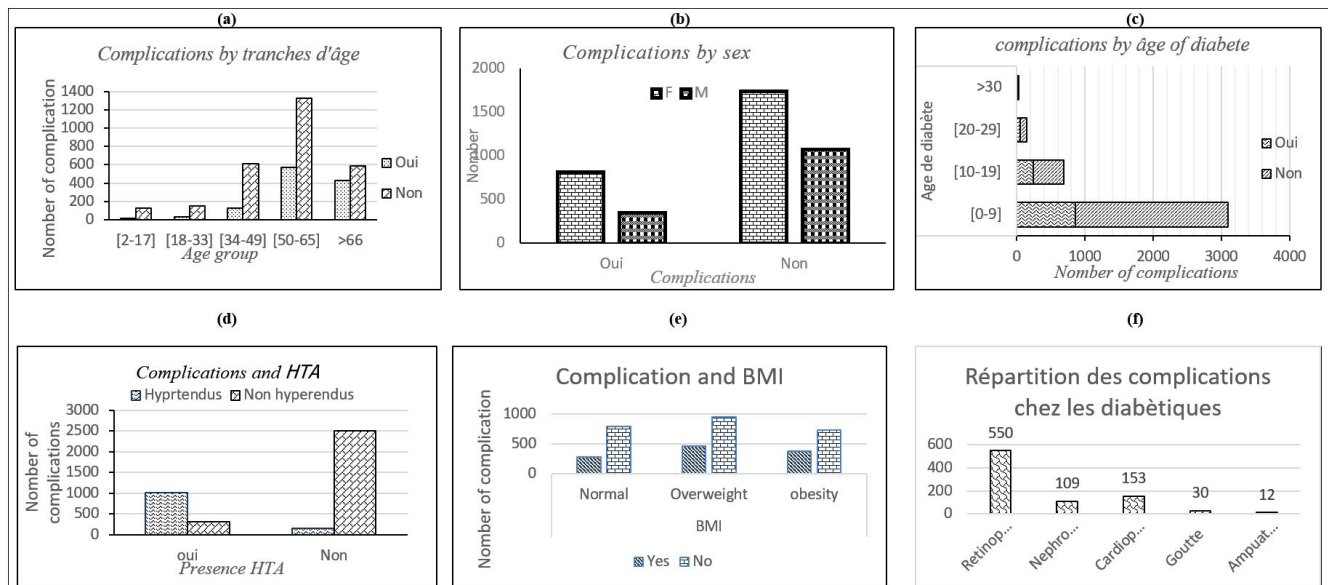 (a)
Complications by tranches d'âge
Nomber of complication
1400
1200
1000
800
600
400
200
0
[2-17] [18-33] [34-49] [50-65] >66
Age group
Oui
Non
(b)
Complications by sex
Nomber
2000
1500
1000
500
0
F M
Oui Non
Complications
(c)
complications by âge of diabete
Age de diabète
>30
[20-29]
[10-19]
[0-9]
0 1000 2000 3000 4000
Nomber of complications
Oui
Non
(d)
Complications and HTA
Hyprtendus Non hyperendus
Nomber of
complications
3000
2500
2000
1500
1000
500
0
oui Non
Presence HTA
(e)
Complication and BMI
Nomber of complication
1000
500
0
Normal Overweight obesity
BMI
Yes No
(f)
Répartition des complications
chez les diabètiques
600
400
200
0
550
109
153
30
12
Retinop...
Nephro...
Cardiop...
Goutte
Ampuat...